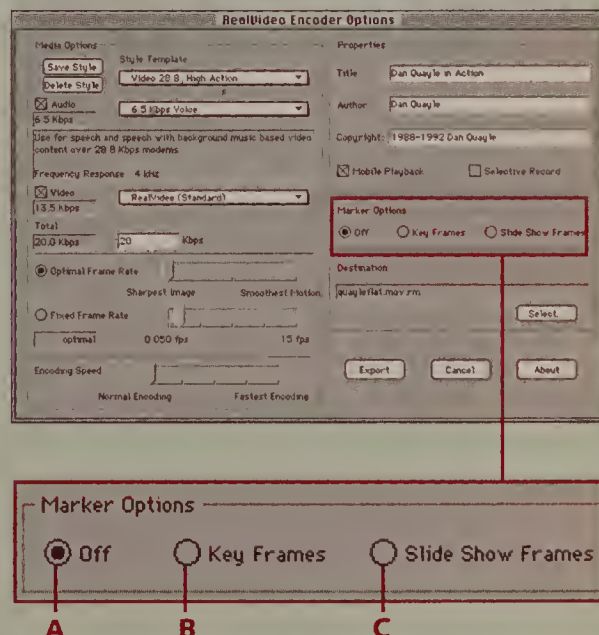 RealVideo Encoder Options
Media Options
Save Style
Delete Style
Style Template
Video 28.8, High Action
Audio
6.5 Kbps Voice
6.5 Kbps
Use for speech and speech with background music based video
content over 28.8 Kbps modems.
Frequency Response 4 kHz
Video
RealVideo (Standard)
13.5 Kbps
Total
20.0 Kbps
20 Kbps
Optimal Frame Rate
Sharpest Image Smoothest Motion
Fixed Frame Rate
optimal 0.050 fps 15 fps
Encoding Speed
Normal Encoding Fastest Encoding
Properties
Title Dan Quayle in Action
Author Dan Quayle
Copyright: 1988-1992 Dan Quayle
Mobile Playback Selective Record
Marker Options
Off Key Frames Slide Show Frames
Destination
quayleflat.mov.rm
Select
Export Cancel About
Marker Options
Off Key Frames Slide Show Frames
A B C